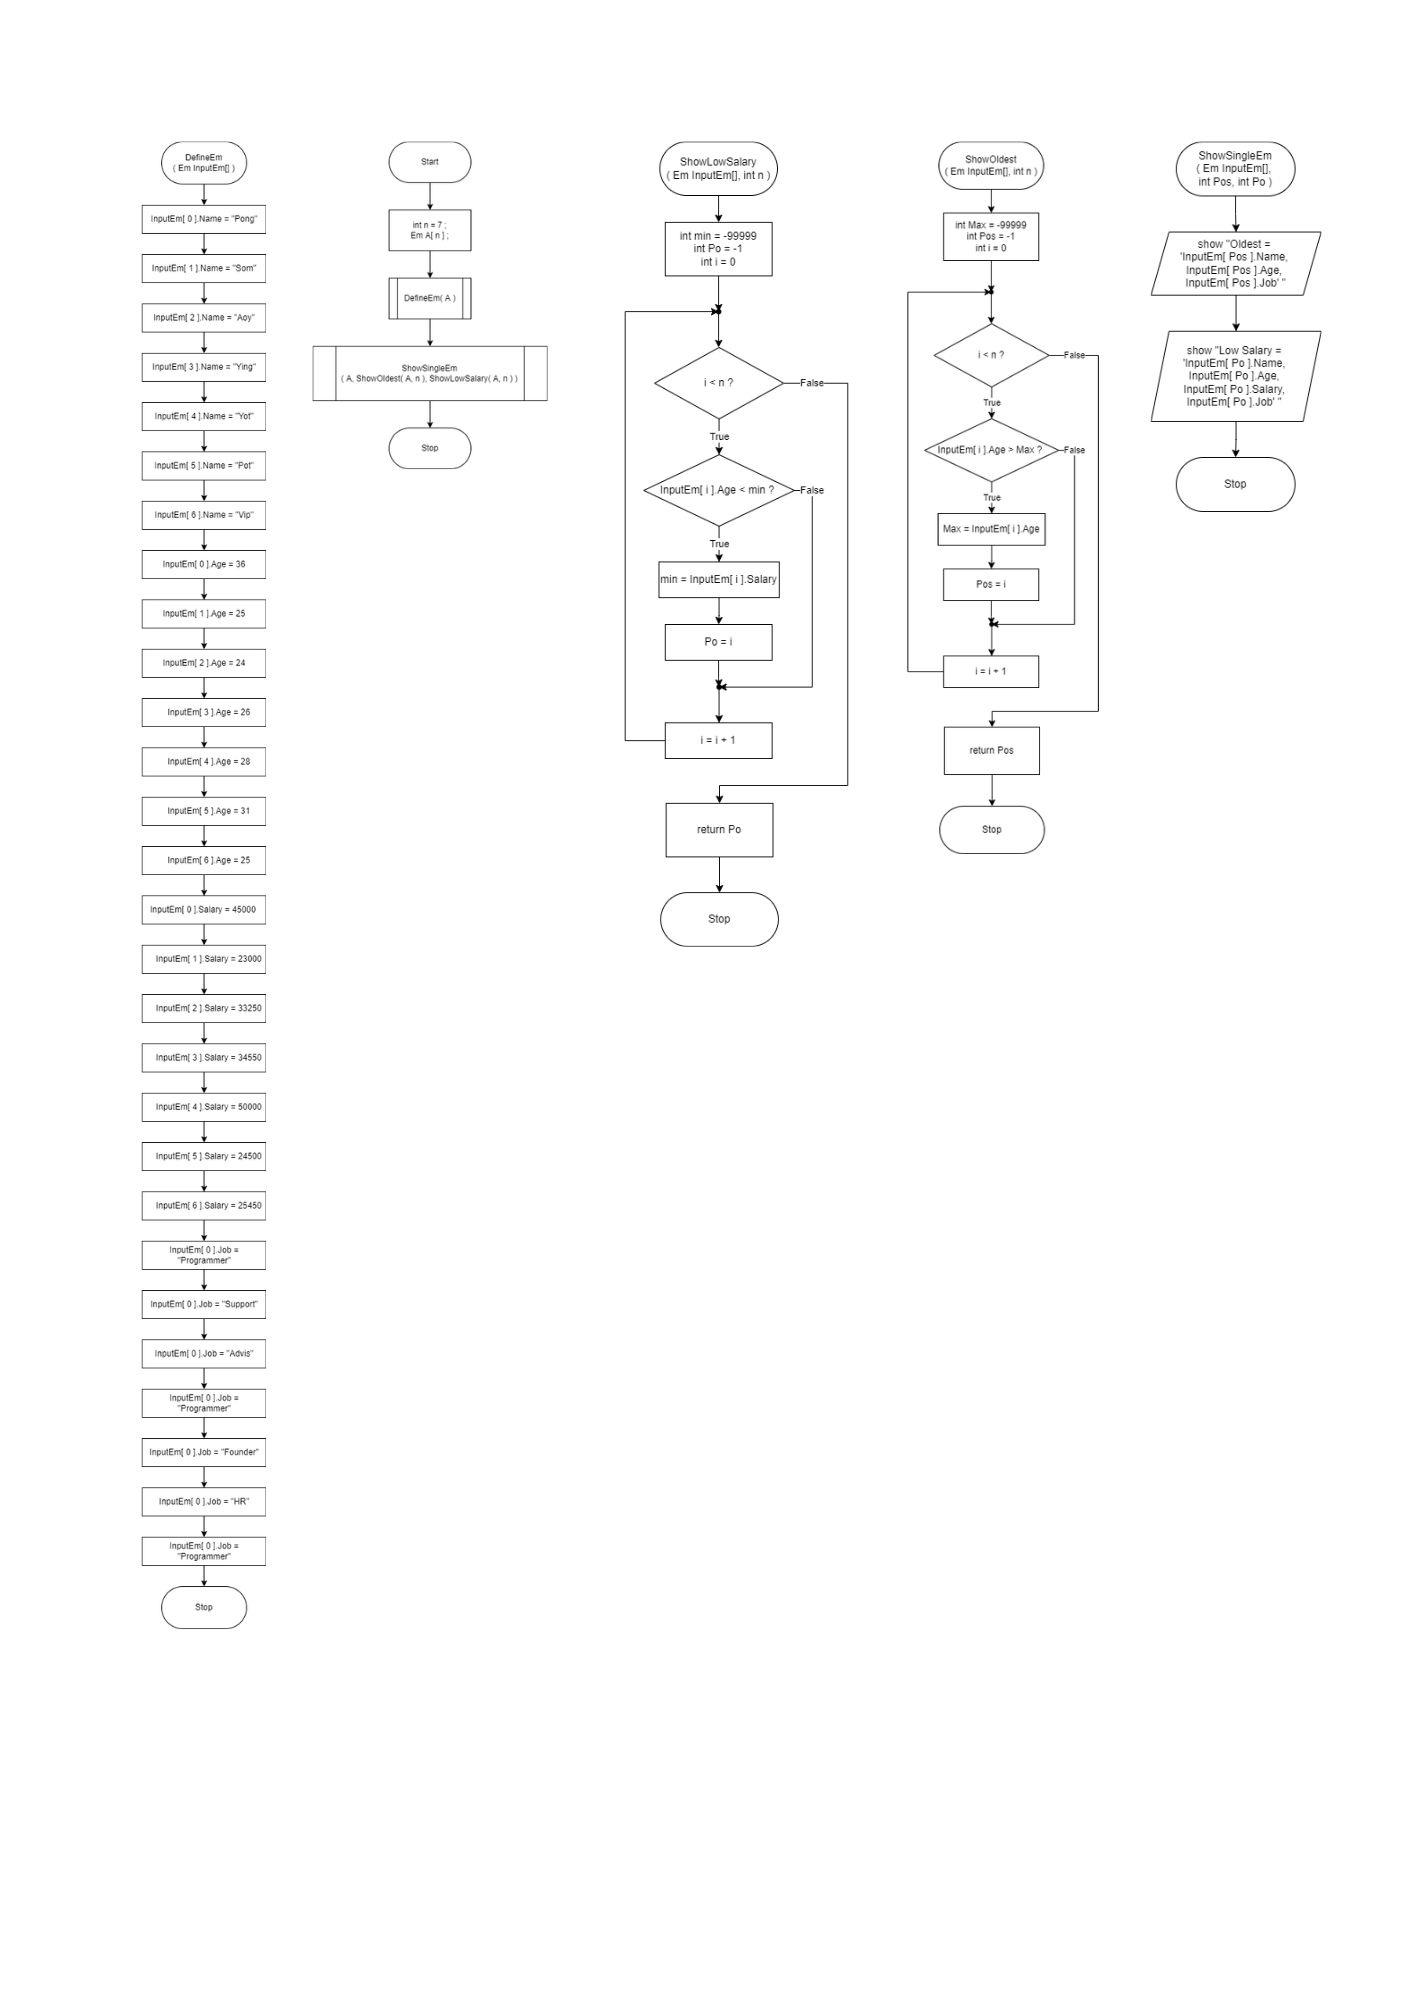 DefineEm
( Em InputEm[] )
InputEm[ 0 ].Name = "Pong"
InputEm[ 1 ].Name = "Som"
InputEm[ 2 ].Name = "Aoy"
InputEm[ 3 ].Name = "Ying"
InputEm[ 4 ].Name = "Yot"
InputEm[ 5 ].Name = "Pot"
InputEm[ 6 ].Name = "Vip"
InputEm[ 0 ].Age = 36
InputEm[ 1 ].Age = 25
InputEm[ 2 ].Age = 24
InputEm[ 3 ].Age = 26
InputEm[ 4 ].Age = 28
InputEm[ 5 ].Age = 31
InputEm[ 6 ].Age = 25
InputEm[ 0 ].Salary = 45000
InputEm[ 1 ].Salary = 23000
InputEm[ 2 ].Salary = 33250
InputEm[ 3 ].Salary = 34550
InputEm[ 4 ].Salary = 50000
InputEm[ 5 ].Salary = 24500
InputEm[ 6 ].Salary = 25450
InputEm[ 0 ].Job =
"Programmer"
InputEm[ 0 ].Job = "Support"
InputEm[ 0 ].Job = "Advis"
InputEm[ 0 ].Job =
"Programmer"
InputEm[ 0 ].Job = "Founder"
InputEm[ 0 ].Job = "HR"
InputEm[ 0 ].Job =
"Programmer"
Stop
Start
int n = 7 ;
Em A[ n ] ;
DefineEm( A )
ShowSingleEm
( A, ShowOldest( A, n ), ShowLowSalary( A, n ) )
Stop
ShowLowSalary
( Em InputEm[], int n )
int min = -99999
int Po = -1
int i = 0
i < n ?
False
True
InputEm[ i ].Age < min ?
False
True
min = InputEm[ i ].Salary
Po = i
i = i + 1
return Po
Stop
ShowOldest
( Em InputEm[], int n )
int Max = -99999
int Pos = -1
int i = 0
i < n ?
False
True
InputEm[ i ].Age > Max ?
False
True
Max = InputEm[ i ].Age
Pos = i
i = i + 1
return Pos
Stop
ShowSingleEm
( Em InputEm[],
int Pos, int Po )
show "Oldest =
'InputEm[ Pos ].Name,
InputEm[ Pos ].Age,
InputEm[ Pos ].Job' "
show "Low Salary =
'InputEm[ Po ].Name,
InputEm[ Po ].Age,
InputEm[ Po ].Salary,
InputEm[ Po ].Job' "
Stop